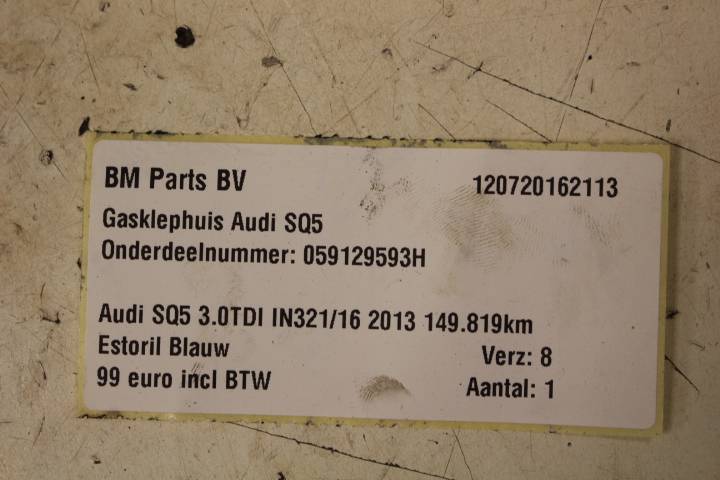 BM Parts BV 120720162113
Gasklephuis Audi SQ5
Onderdeelnummer: 059129593H
Audi SQ5 3.0TDI IN321/16 2013 149.819km
Estoril Blauw Verz: 8
99 euro incl BTW Aantal: 1